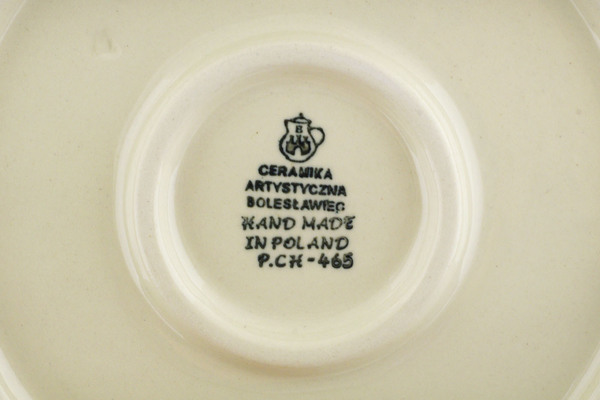 B
CERAMIKA
ARTYSTYCZNA
BOLESŁAWIEC
HAND MADE
IN POLAND
P.CH-465